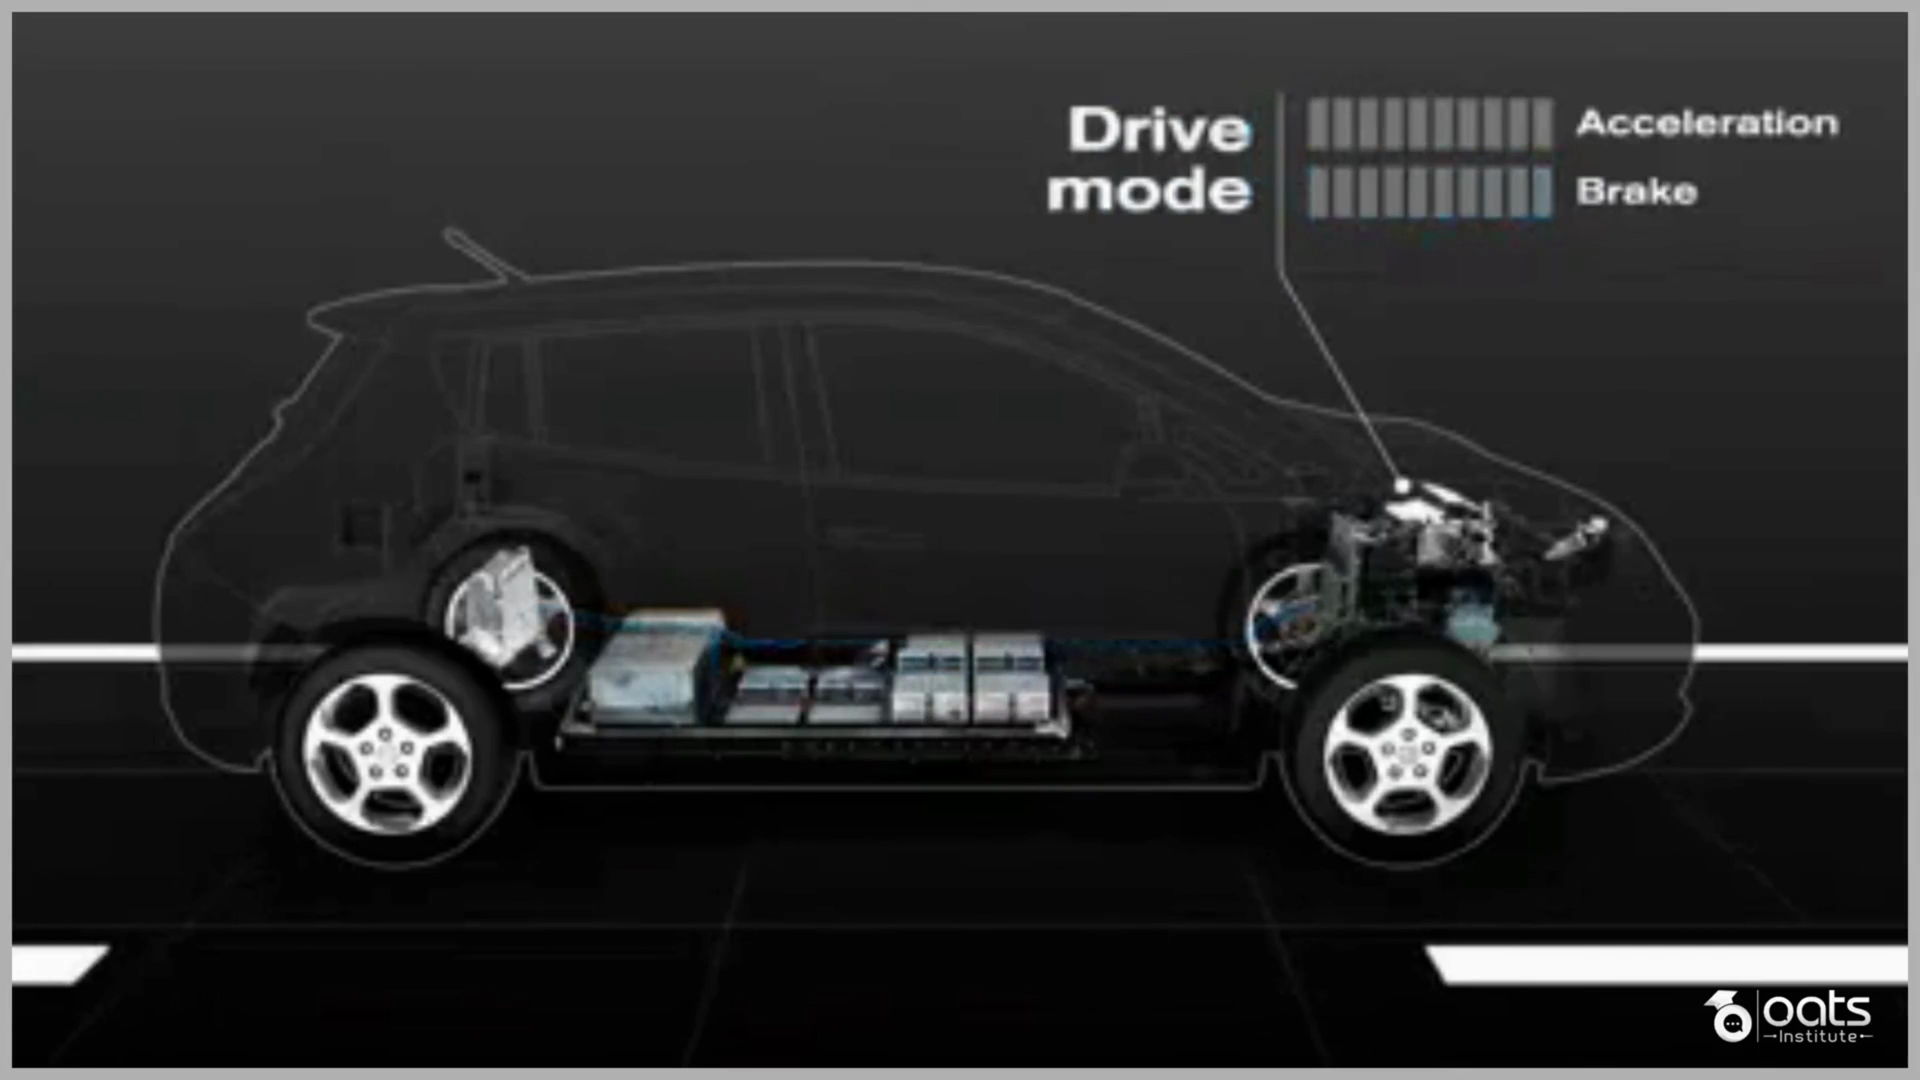 Drive
mode
Acceleration
Brake
oats
Institute